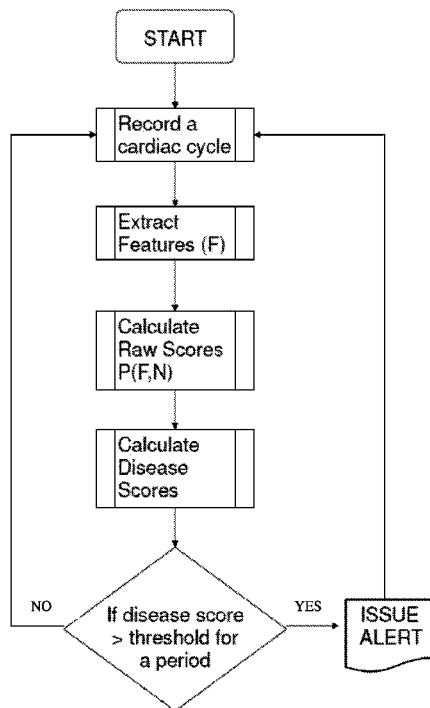 START
Record a
cardiac cycle
Extract
Features (F)
Calculate
Raw Scores
P(F,N)
Calculate
Disease
Scores
NO
If disease score
> threshold for
a period
YES
ISSUE
ALERT